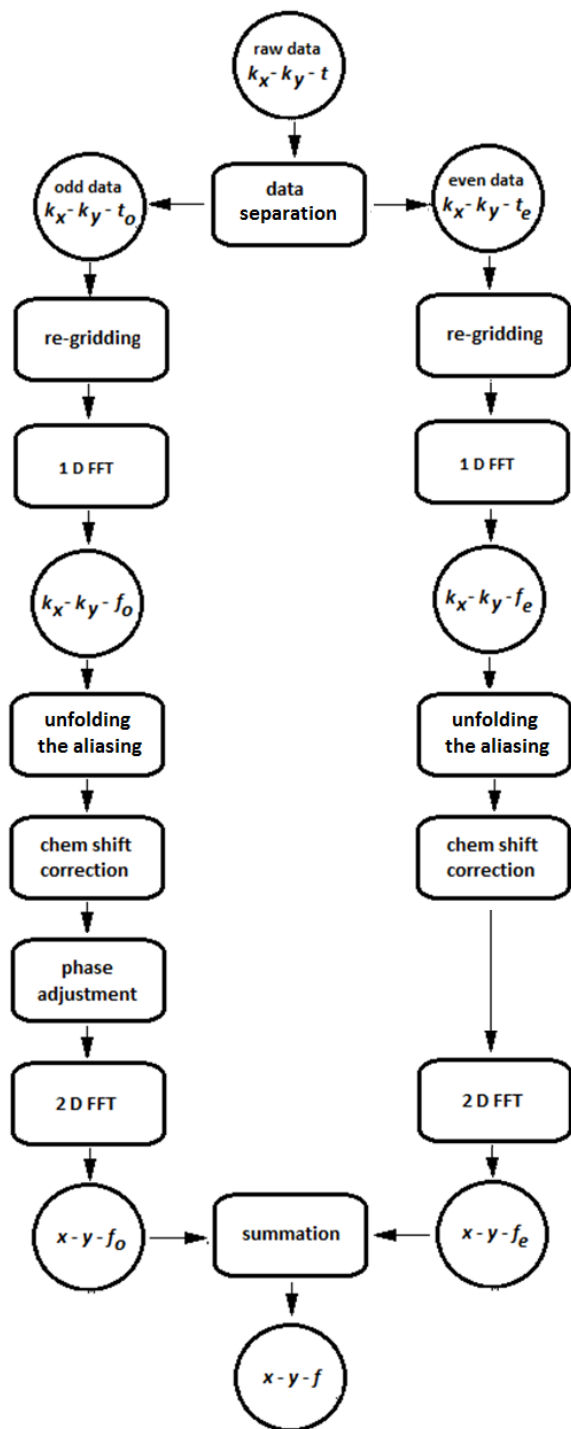 raw data
kx - ky - t
data
separation
odd data
kx - ky - to
even data
kx - ky - te
re-gridding
re-gridding
1 D FFT
1 D FFT
kx - ky - fo
kx - ky - fe
unfolding
the aliasing
unfolding
the aliasing
chem shift
correction
chem shift
correction
phase
adjustment
2 D FFT
2 D FFT
x - y - fo
summation
x - y - fe
x - y - f